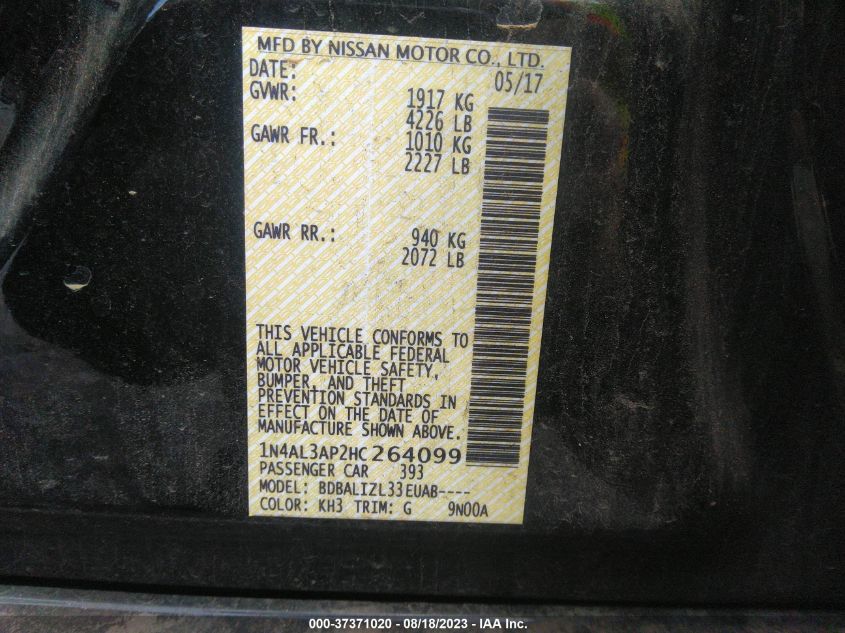 MFD BY NISSAN MOTOR CO., LTD.
DATE: 05/17
GVWR: 1917 KG
4226 LB
GAWR FR.: 1010 KG
2227 LB
GAWR RR.: 940 KG
2072 LB
THIS VEHICLE CONFORMS TO
ALL APPLICABLE FEDERAL
MOTOR VEHICLE SAFETY,
BUMPER, AND THEFT
PREVENTION STANDARDS IN
EFFECT ON THE DATE OF
MANUFACTURE SHOWN ABOVE.
1N4AL3AP2HC264099
PASSENGER CAR 393
MODEL: BDBALIZL33EUAB----
COLOR: KH3 TRIM: G 9N00A
000-37371020 - 08/18/2023 - IAA Inc.